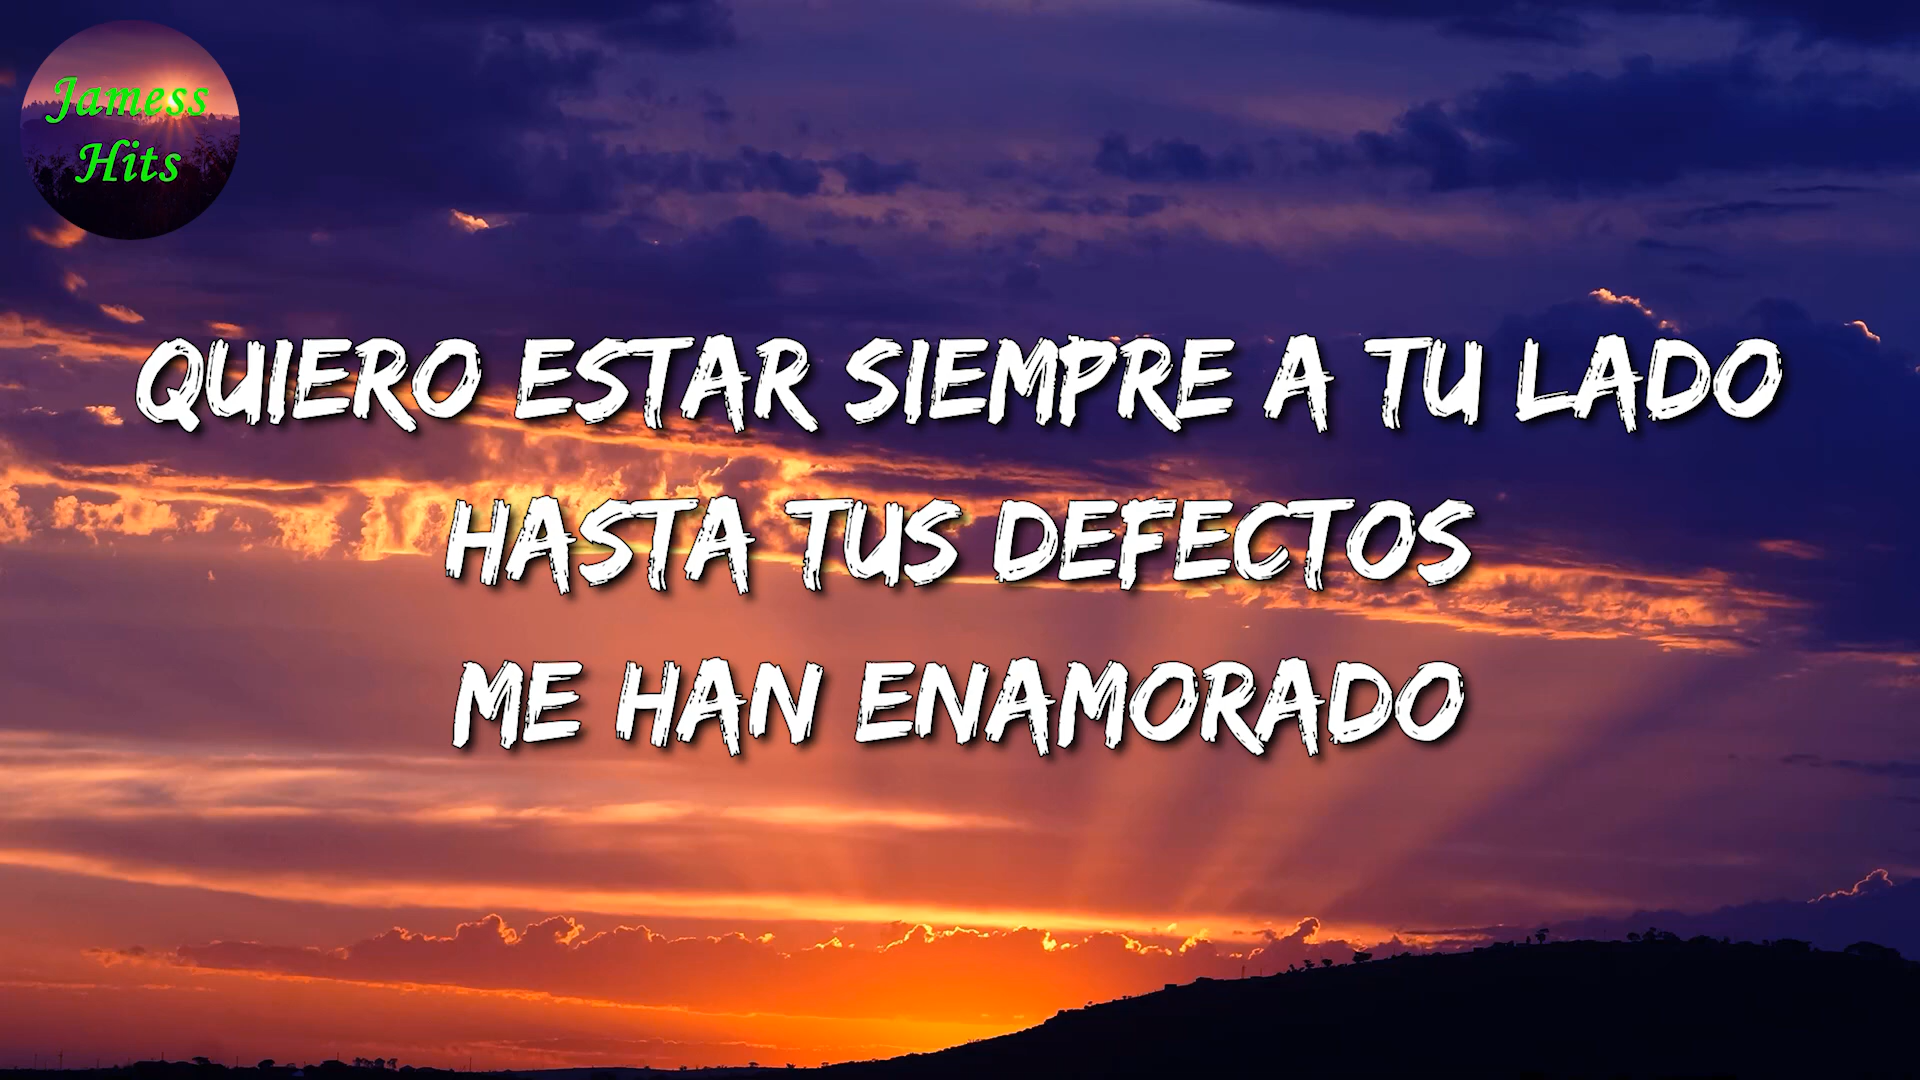 Jamess
Hits
QUIERO ESTAR SIEMPRE A TU LADO
HASTA TUS DEFECTOS
ME HAN ENAMORADO